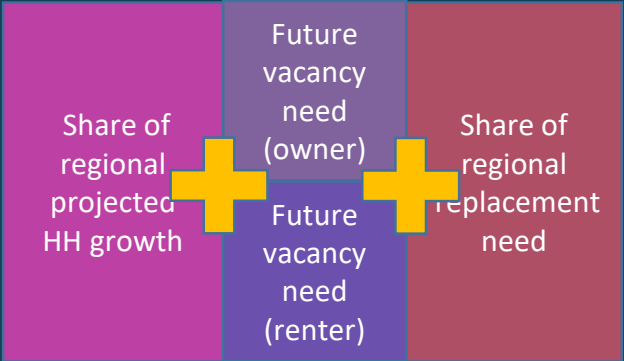 Share of
regional
projected
HH growth
Future
vacancy
need
(owner)
Future
vacancy
need
(renter)
Share of
regional
replacement
need